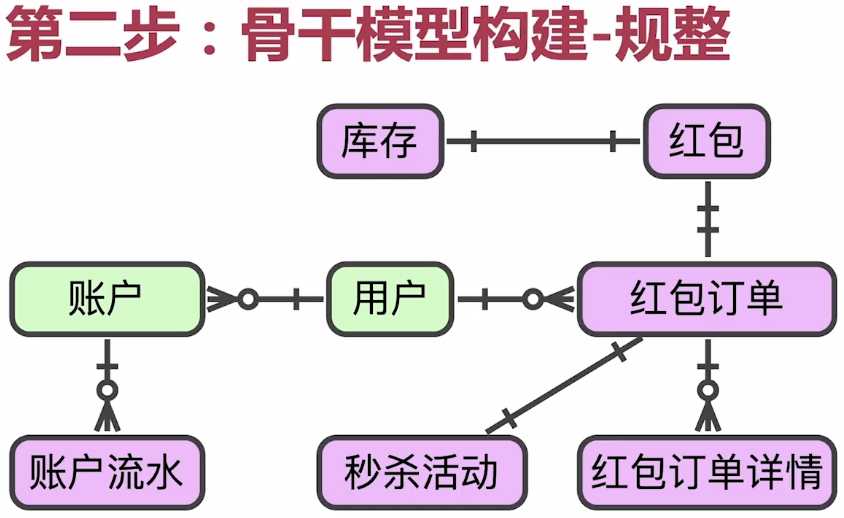 第二步：骨干模型构建-规整
库存
红包
账户
用户
红包订单
账户流水
秒杀活动
红包订单详情